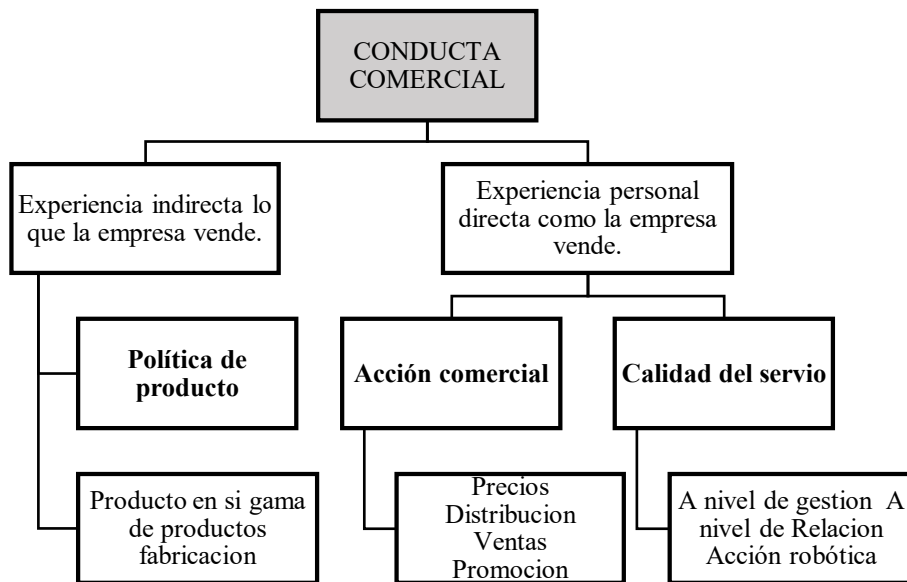 CONDUCTA
COMERCIAL
Experiencia indirecta lo
que la empresa vende.
Experiencia personal
directa como la empresa
vende.
Política de
producto
Acción comercial
Calidad del servio
Producto en si gama
de productos
fabricacion
Precios
Distribucion
Ventas
Promocion
A nivel de gestion A
nivel de Relacion
Acción robótica